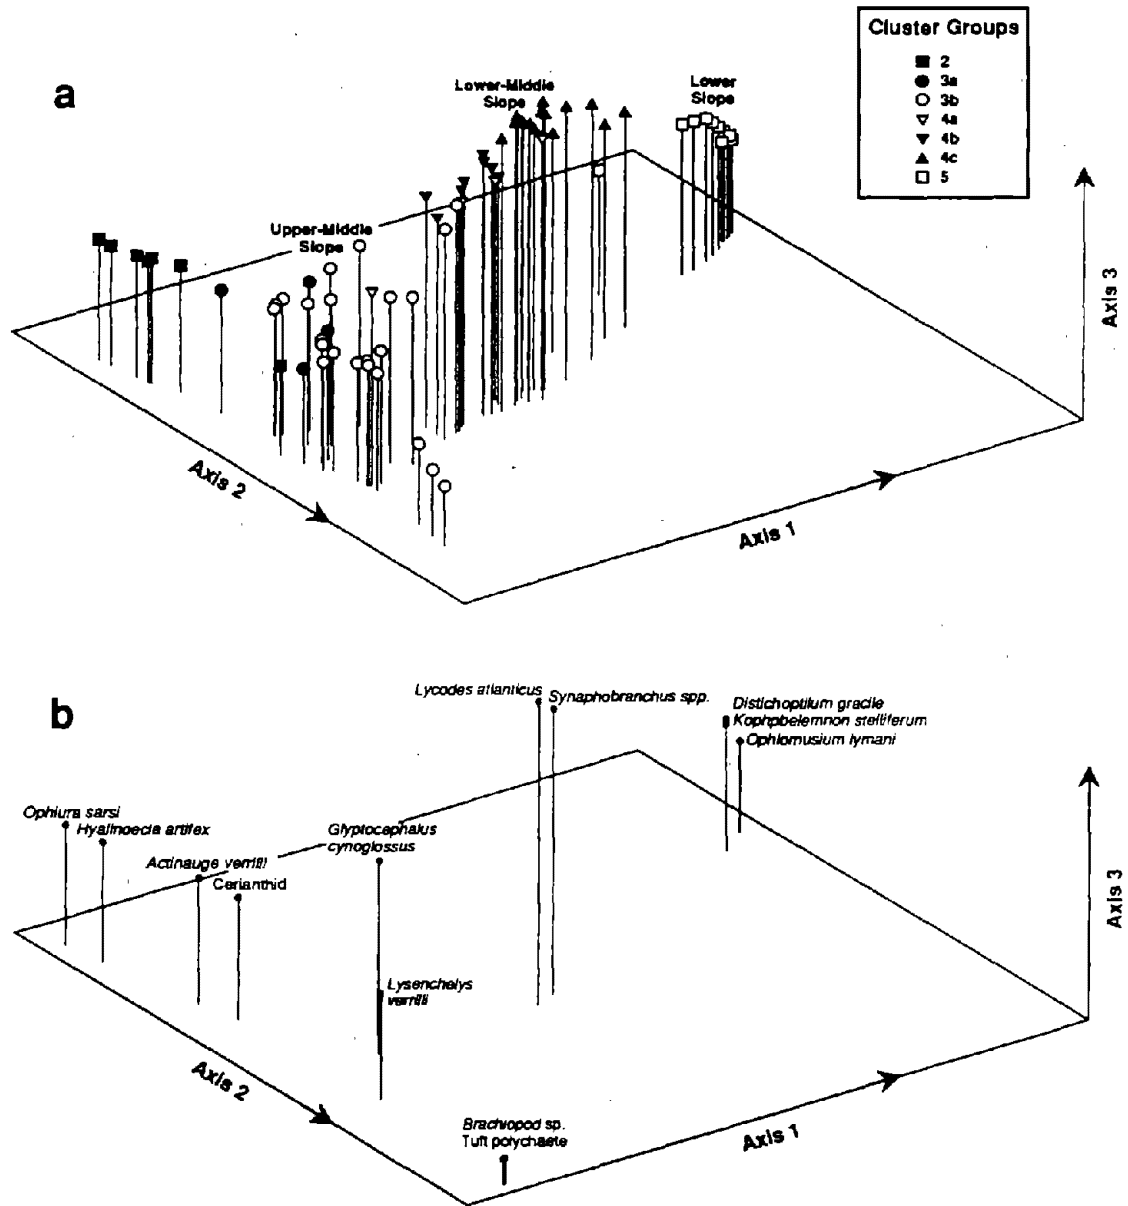 a
Cluster Groups
2
3a
3b
4a
4b
4c
5
Lower-Middle
Slope
Lower
Slope
Upper-Middle
Slope
Axis 3
Axis 2
Axis 1
b
Lycodes atlanticus
Synaphobranchus spp.
Distichoptilum gracile
Kophpbelemnon stelliferum
Ophiomusium lymani
Ophiura sarsi
Hyalinoecia artifex
Actinauge verrilli
Cerianthid
Glyptocephalus
cynoglossus
Lysenchelys
verrilli
Axis 3
Axis 2
Brachiopod sp.
Tuft polychaete
Axis 1